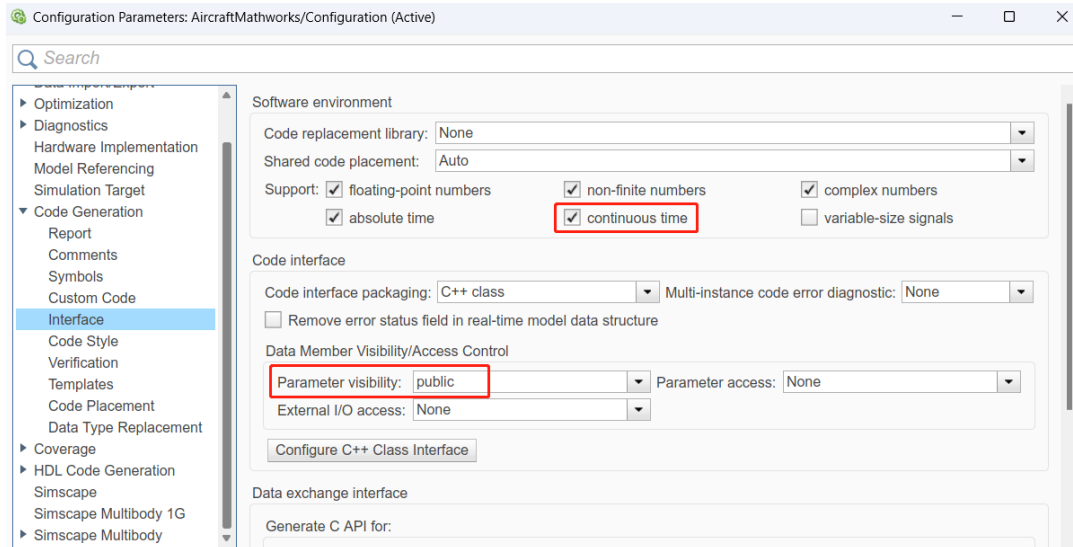 Configuration Parameters: AircraftMathworks/Configuration (Active)
Search
Data Import/Export
Optimization
Diagnostics
Hardware Implementation
Model Referencing
Simulation Target
Code Generation
Report
Comments
Symbols
Custom Code
Interface
Code Style
Verification
Templates
Code Placement
Data Type Replacement
Coverage
HDL Code Generation
Simscape
Simscape Multibody 1G
Simscape Multibody
Software environment
Code replacement library: None
Shared code placement: Auto
Support: floating-point numbers non-finite numbers complex numbers
absolute time continuous time variable-size signals
Code interface
Code interface packaging: C++ class Multi-instance code error diagnostic: None
Remove error status field in real-time model data structure
Data Member Visibility/Access Control
Parameter visibility: public Parameter access: None
External I/O access: None
Configure C++ Class Interface
Data exchange interface
Generate C API for: